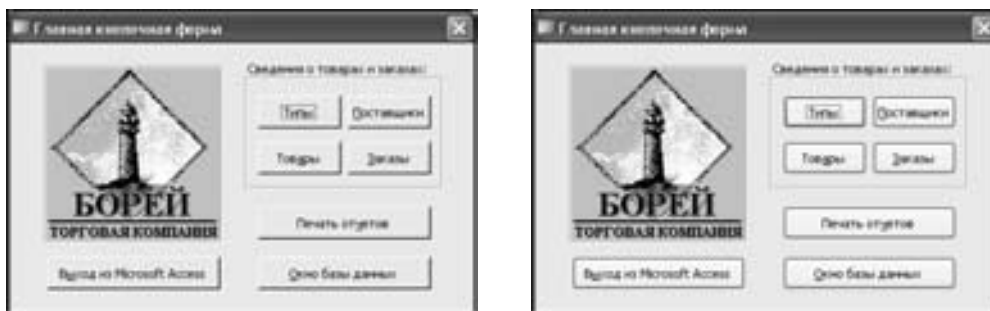 Главная кнопочная форма
Сведения о товарах и заказах:
Типы Поставщики
Товары Заказы
БОРЕЙ
ТОРГОВАЯ КОМПАНИЯ
Печать отчетов
Выход из Microsoft Access Окно базы данных
Главная кнопочная форма
Сведения о товарах и заказах:
Типы Поставщики
Товары Заказы
БОРЕЙ
ТОРГОВАЯ КОМПАНИЯ
Печать отчетов
Выход из Microsoft Access Окно базы данных